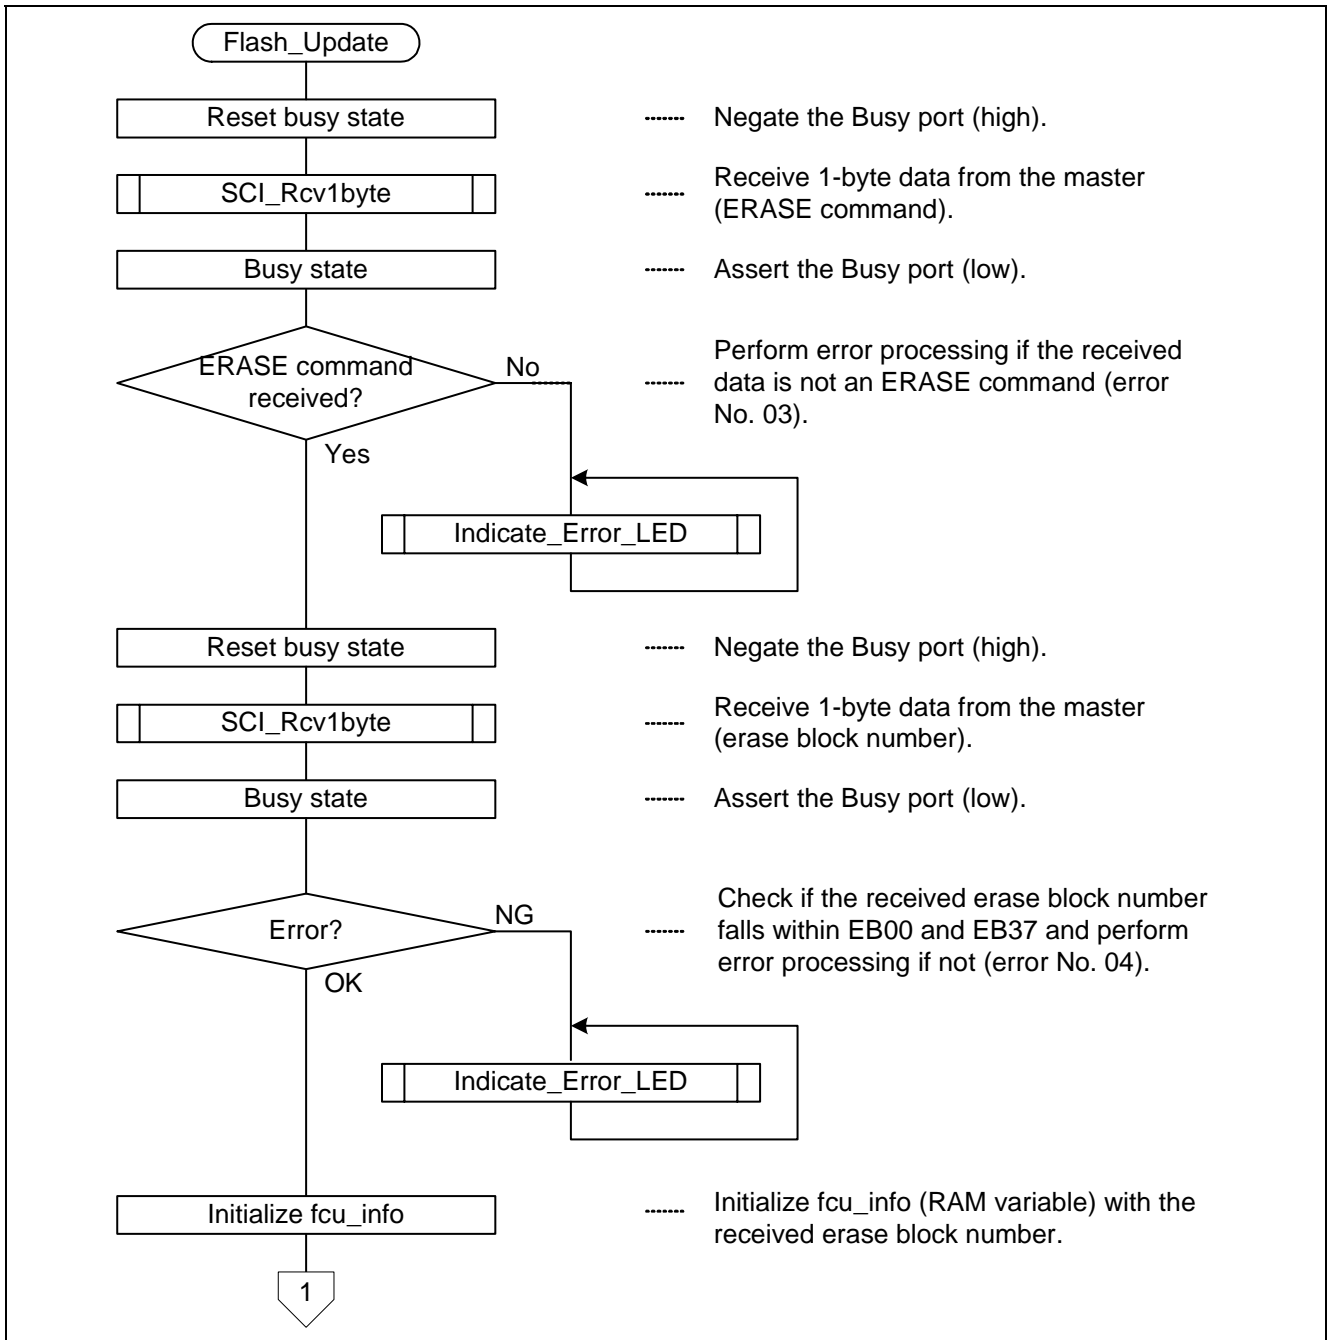 Flash_Update
Reset busy state
Negate the Busy port (high).
SCI_Rcv1byte
Receive 1-byte data from the master
(ERASE command).
Busy state
Assert the Busy port (low).
ERASE command
received?
No
Yes
Perform error processing if the received
data is not an ERASE command (error
No. 03).
Indicate_Error_LED
Reset busy state
Negate the Busy port (high).
SCI_Rcv1byte
Receive 1-byte data from the master
(erase block number).
Busy state
Assert the Busy port (low).
Error?
NG
OK
Check if the received erase block number
falls within EB00 and EB37 and perform
error processing if not (error No. 04).
Indicate_Error_LED
Initialize fcu_info
Initialize fcu_info (RAM variable) with the
received erase block number.
1